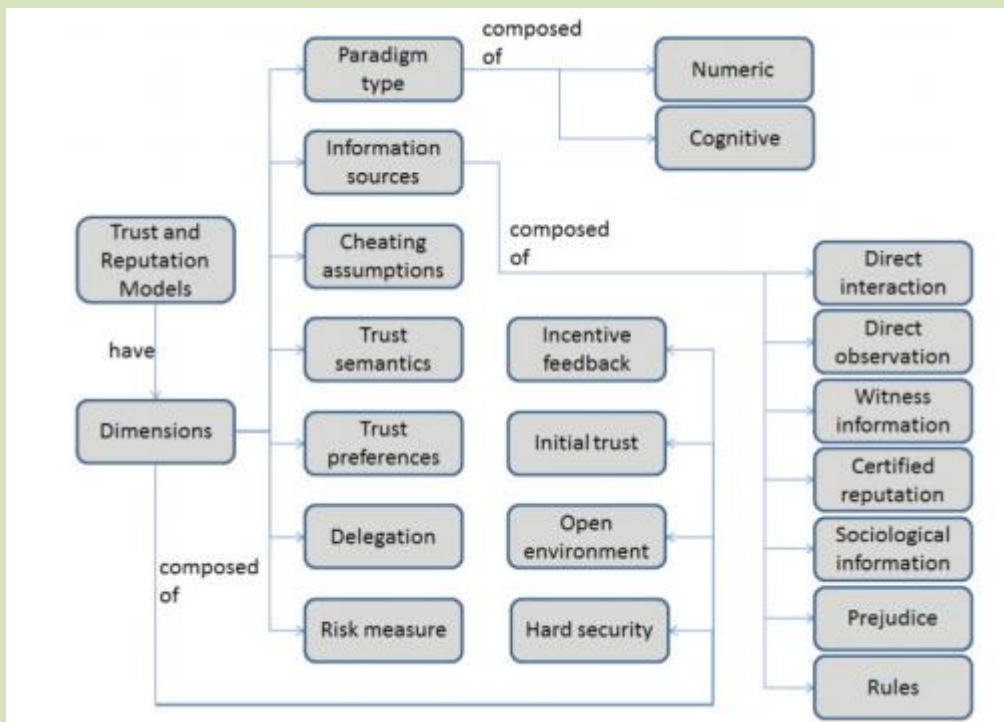 composed
of
Paradigm
type
Numeric
Cognitive
Information
sources
composed
of
Trust and
Reputation
Models
Cheating
assumptions
Direct
interaction
have
Trust
semantics
Incentive
feedback
Direct
observation
Dimensions
Trust
preferences
Initial trust
Witness
information
Certified
reputation
composed
of
Delegation
Open
environment
Sociological
information
Risk measure
Hard security
Prejudice
Rules